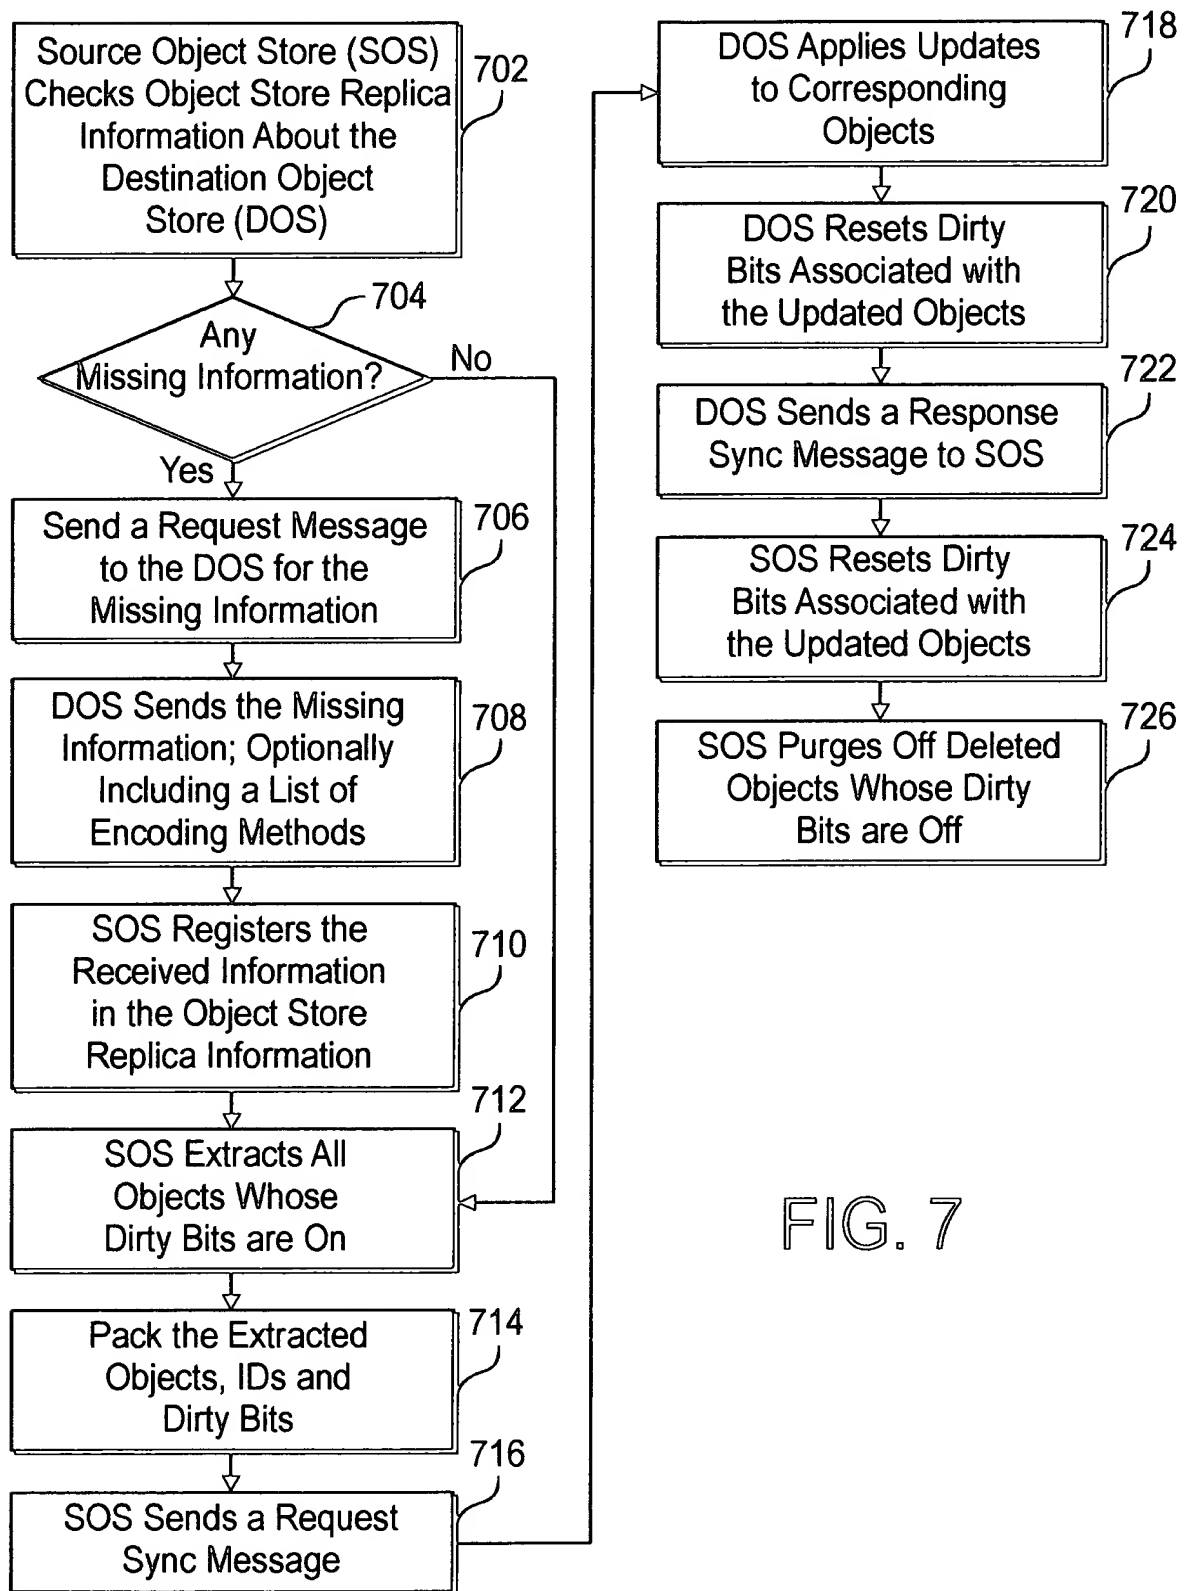 Source Object Store (SOS)
Checks Object Store Replica
Information About the
Destination Object
Store (DOS)
702
704
Any
Missing Information?
No
Yes
Send a Request Message
to the DOS for the
Missing Information
706
DOS Sends the Missing
Information; Optionally
Including a List of
Encoding Methods
708
SOS Registers the
Received Information
in the Object Store
Replica Information
710
SOS Extracts All
Objects Whose
Dirty Bits are On
712
Pack the Extracted
Objects, IDs and
Dirty Bits
714
SOS Sends a Request
Sync Message
716
DOS Applies Updates
to Corresponding
Objects
718
DOS Resets Dirty
Bits Associated with
the Updated Objects
720
DOS Sends a Response
Sync Message to SOS
722
SOS Resets Dirty
Bits Associated with
the Updated Objects
724
SOS Purges Off Deleted
Objects Whose Dirty
Bits are Off
726
FIG. 7